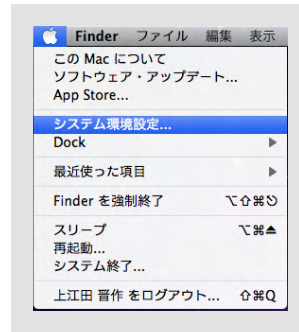 Finder ファイル 編集 表示
この Mac について
ソフトウェア・アップデート...
App Store...
システム環境設定...
Dock ▶
最近使った項目 ▶
Finder を強制終了 ⌥⇧⌘⎋
スリープ ⌥⌘⏏
再起動...
システム終了...
上江田 晋作 をログアウト... ⇧⌘Q